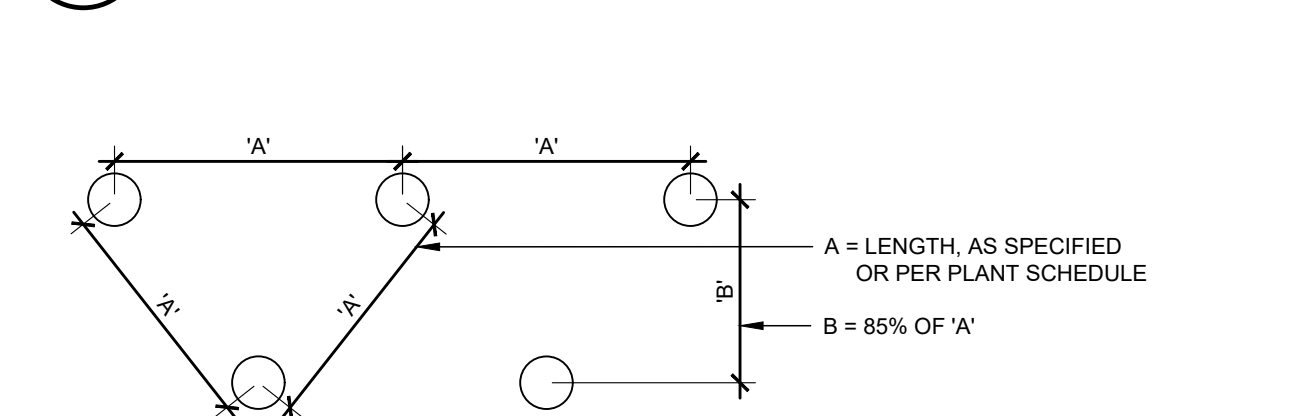 'A' 'A'
A = LENGTH, AS SPECIFIED
OR PER PLANT SCHEDULE
'A' 'A' 'B'
B = 85% OF 'A'